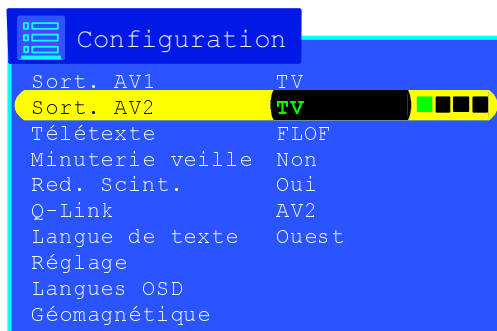 Configuration
Sort. AV1 TV
Sort. AV2 TV
Télétexte FLOF
Minuterie veille Non
Red. Scint. Oui
Q-Link AV2
Langue de texte Ouest
Réglage
Langues OSD
Géomagnétique